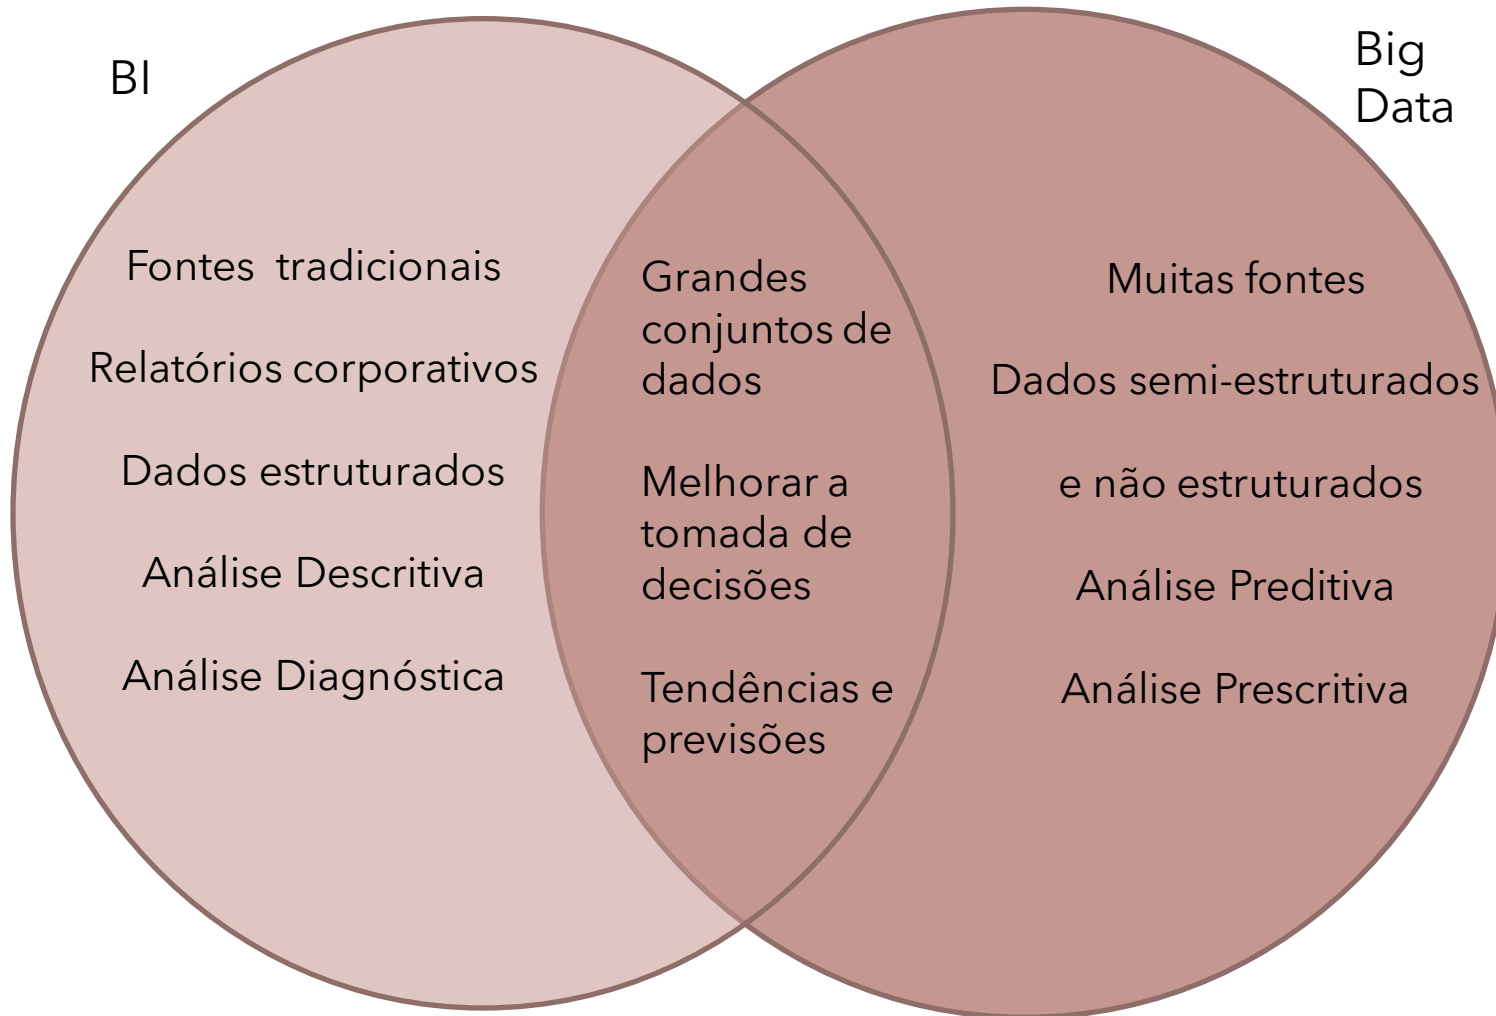 BI
Fontes tradicionais
Relatórios corporativos
Dados estruturados
Análise Descritiva
Análise Diagnóstica
Grandes
conjuntos de
dados
Melhorar a
tomada de
decisões
Tendências e
previsões
Big
Data
Muitas fontes
Dados semi-estruturados
e não estruturados
Análise Preditiva
Análise Prescritiva